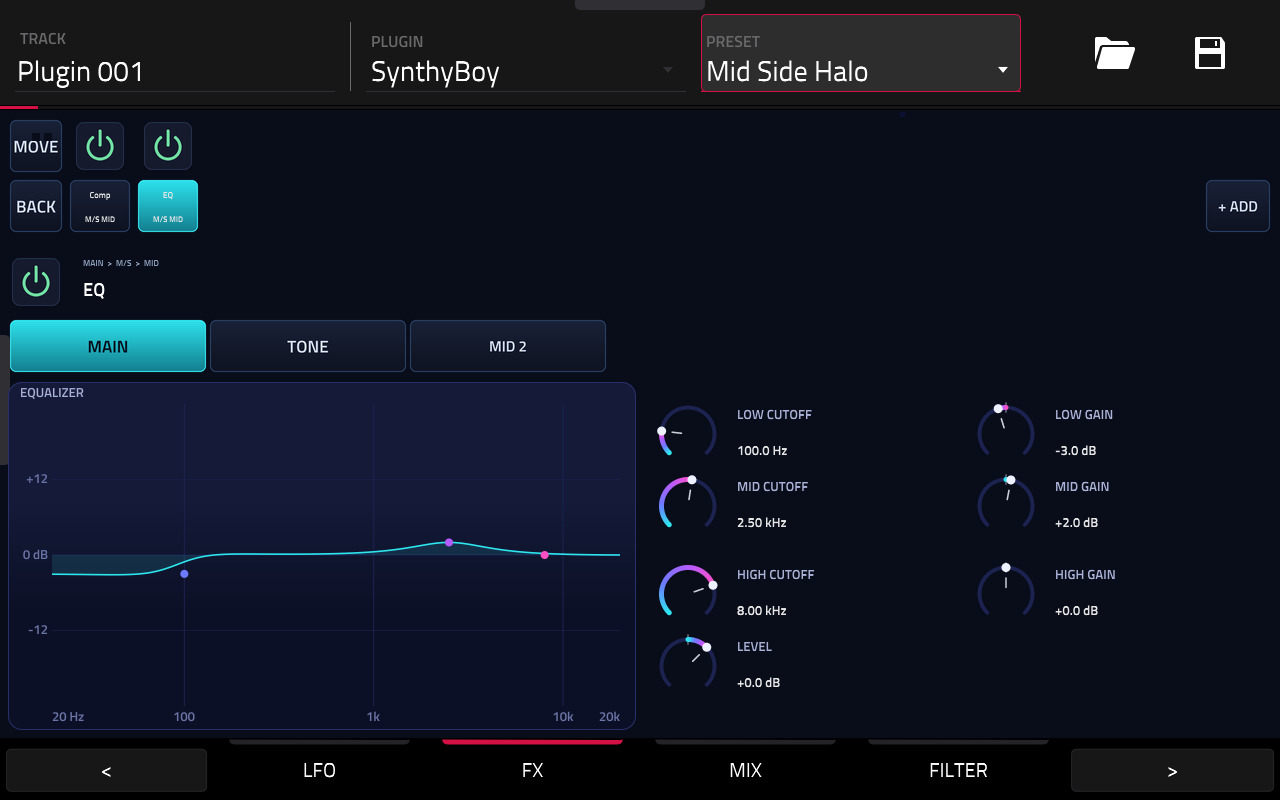 TRACK
Plugin 001
PLUGIN
SynthyBoy
PRESET
Mid Side Halo
MOVE
BACK
Comp
M/S MID
EQ
M/S MID
+ ADD
MAIN > M/S > MID
EQ
MAIN
TONE
MID 2
EQUALIZER
+12
0 dB
-12
20 Hz
100
1k
10k
20k
LOW CUTOFF
100.0 Hz
LOW GAIN
-3.0 dB
MID CUTOFF
2.50 kHz
MID GAIN
+2.0 dB
HIGH CUTOFF
8.00 kHz
HIGH GAIN
+0.0 dB
LEVEL
+0.0 dB
<
LFO
FX
MIX
FILTER
>